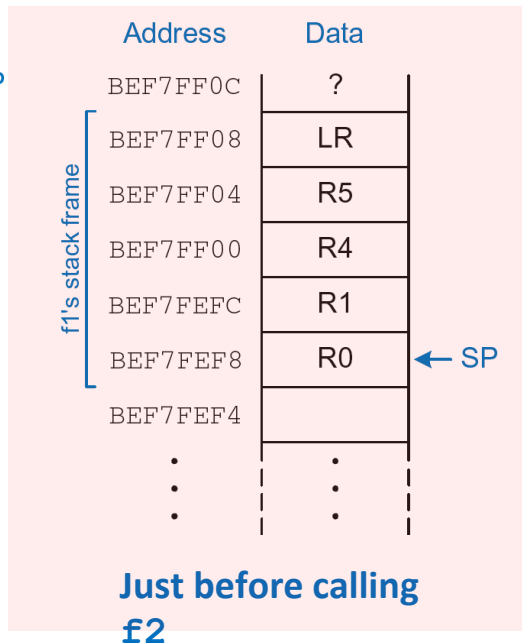 Address Data
BEF7FF0C ?
BEF7FF08 LR
BEF7FF04 R5
BEF7FF00 R4
BEF7FEFC R1
BEF7FEF8 R0 SP
BEF7FEF4
f1's stack frame
Just before calling
f2